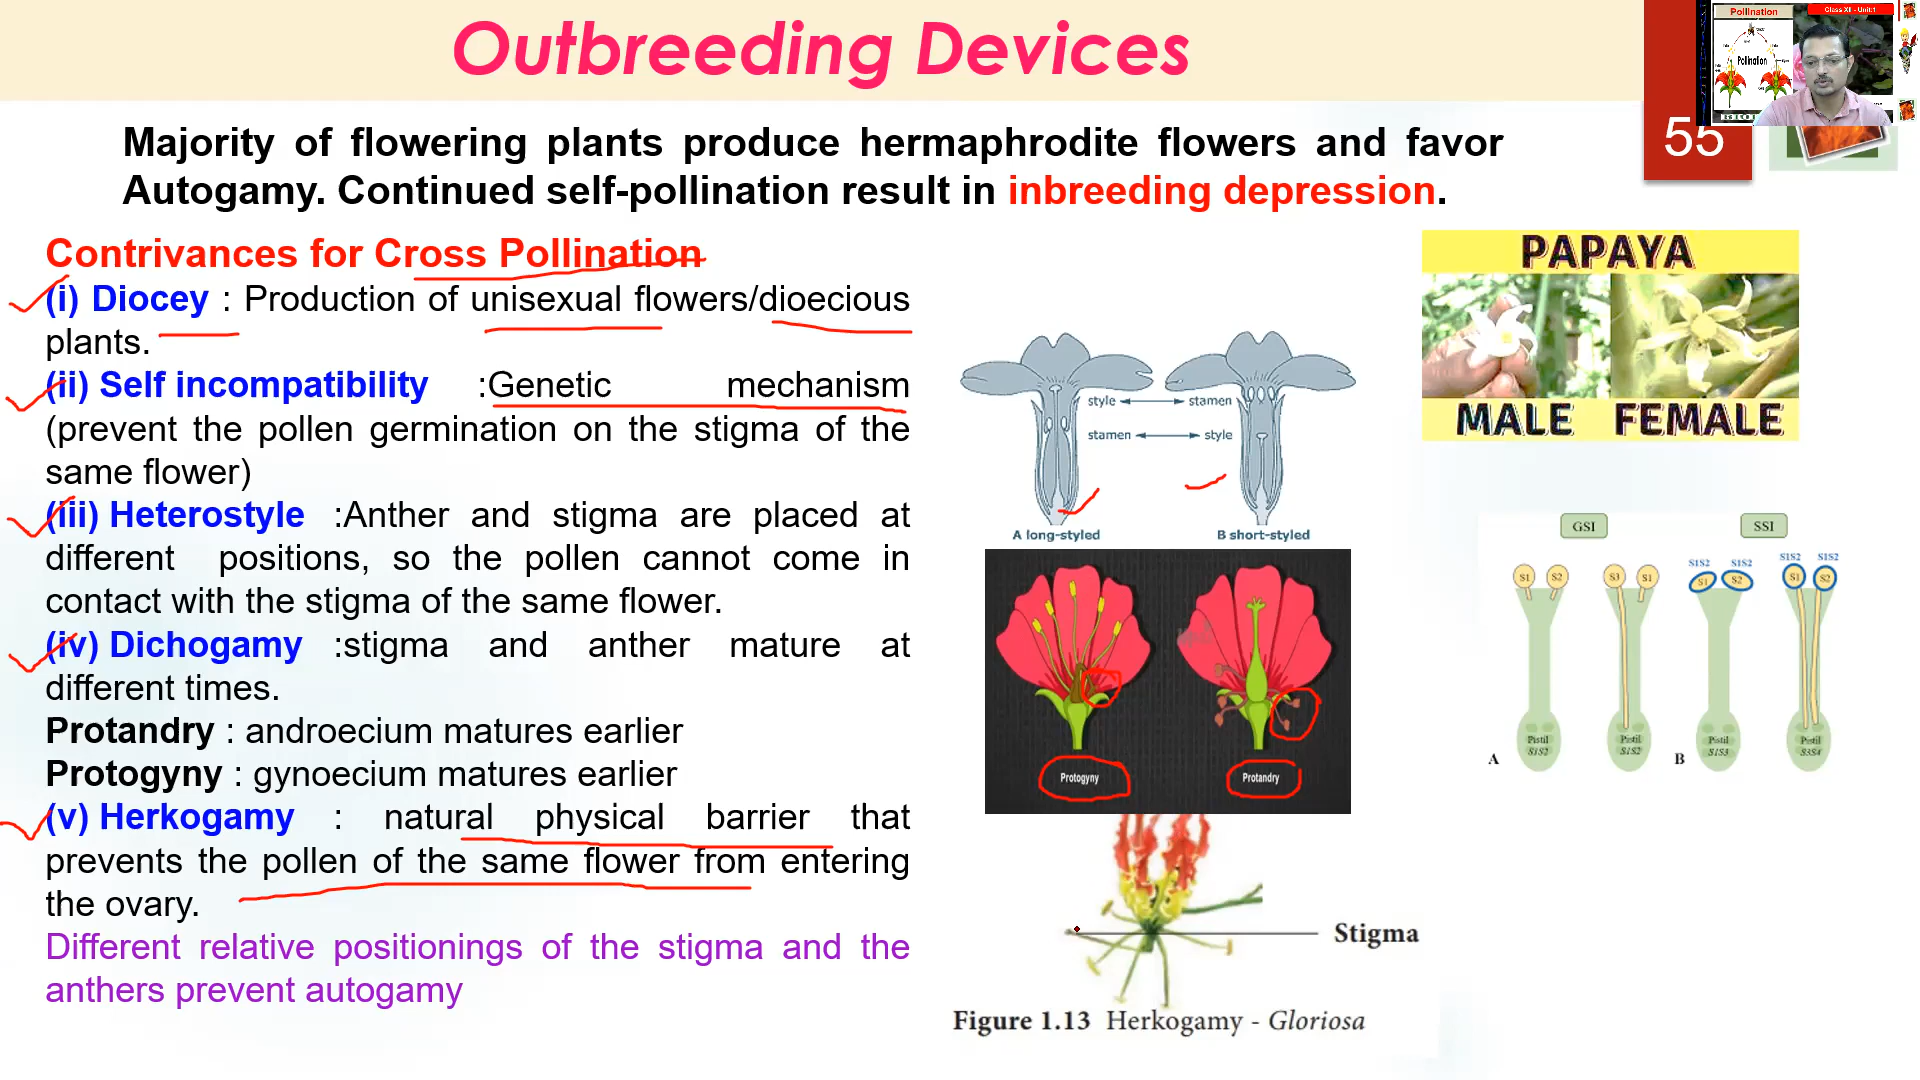 Outbreeding Devices
Pollination
Class XII - Unit:1
Pollination
55
Majority of flowering plants produce hermaphrodite flowers and favor
Autogamy. Continued self-pollination result in inbreeding depression.
Contrivances for Cross Pollination
(i) Diocey : Production of unisexual flowers/dioecious
plants.
(ii) Self incompatibility :Genetic mechanism
(prevent the pollen germination on the stigma of the
same flower)
(iii) Heterostyle :Anther and stigma are placed at
different positions, so the pollen cannot come in
contact with the stigma of the same flower.
(iv) Dichogamy :stigma and anther mature at
different times.
Protandry : androecium matures earlier
Protogyny : gynoecium matures earlier
(v) Herkogamy : natural physical barrier that
prevents the pollen of the same flower from entering
the ovary.
Different relative positionings of the stigma and the
anthers prevent autogamy
style stamen
stamen style
A long-styled B short-styled
Protogyny Protandry
Stigma
Figure 1.13 Herkogamy - Gloriosa
PAPAYA
MALE FEMALE
GSI SSI
S1S2 S1S2 S1S2 S1S2
S1 S2 S3 S1 S1 S2 S1 S2
Pistil Pistil Pistil Pistil
S1S2 S1S2 S1S3 S3S4
A B